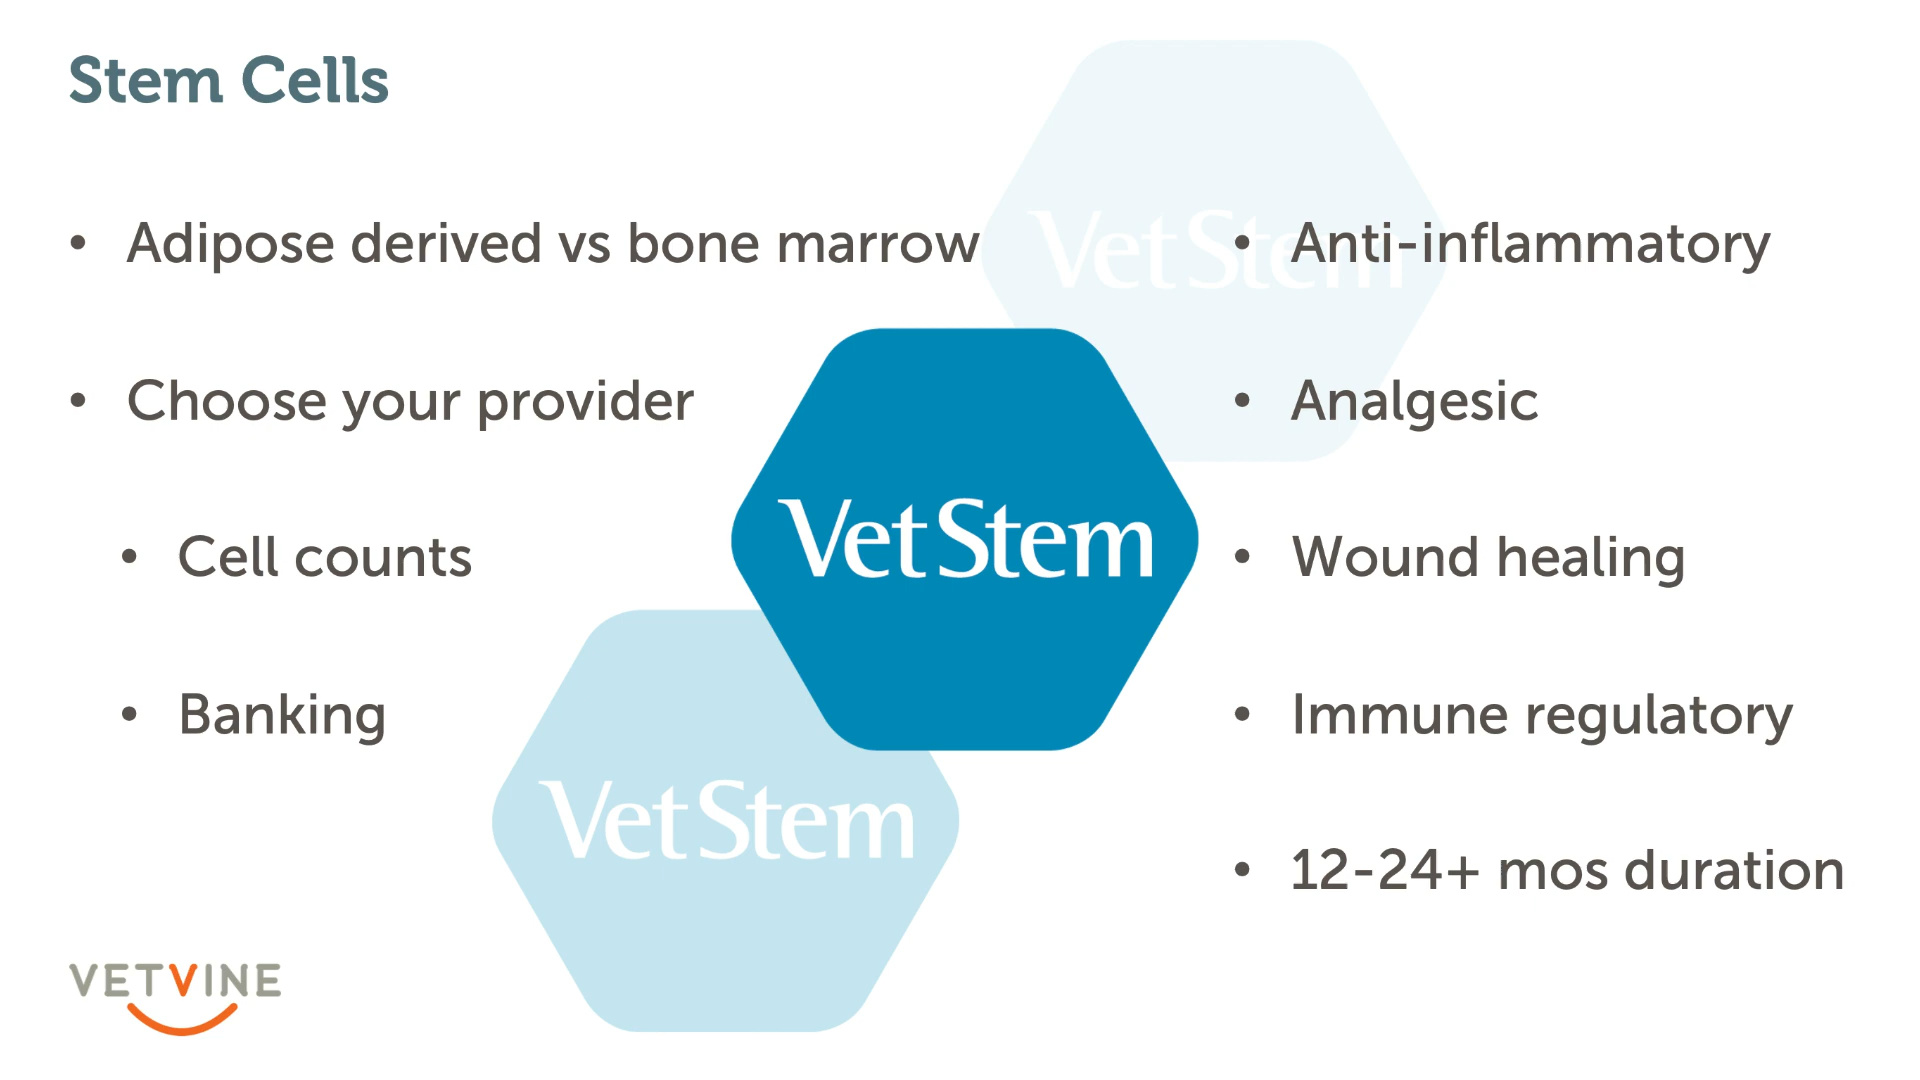 Stem Cells
• Adipose derived vs bone marrow
• Choose your provider
• Cell counts
• Banking
• Anti-inflammatory
• Analgesic
• Wound healing
• Immune regulatory
• 12-24+ mos duration
VetStem
VetStem
VetStem
VETVINE